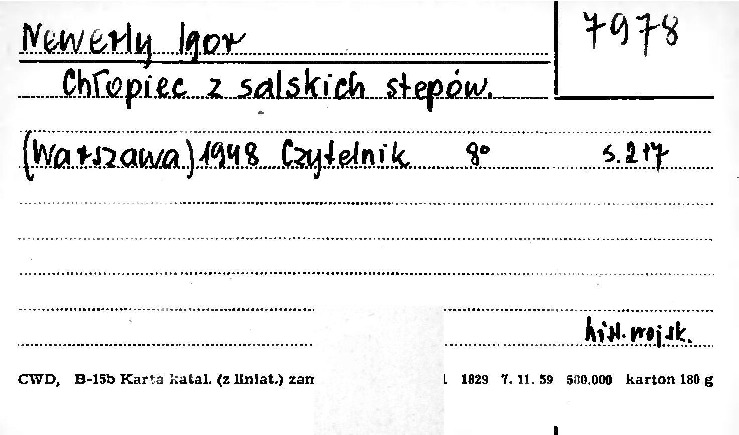 Newerly Igor
7978
Chłopiec z salskich stepów.
(Warszawa) 1948 Czytelnik 8° s. 217
hist. wojsk.
CWD, B-15b Karta katal. (z liniat.) zam 1829 7. 11. 59 500.000 karton 180 g